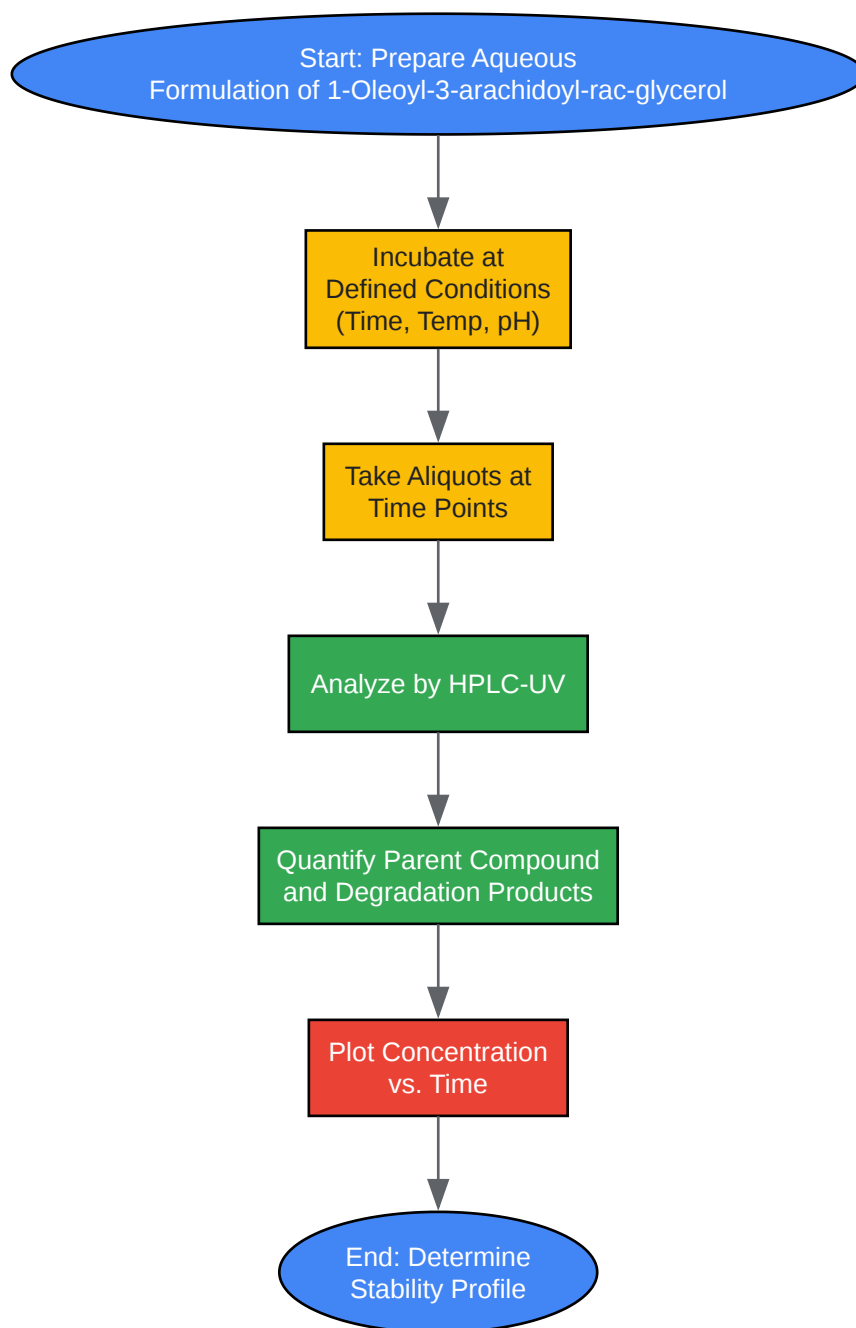 Start: Prepare Aqueous
Formulation of 1-Oleoyl-3-arachidoyl-rac-glycerol
Incubate at
Defined Conditions
(Time, Temp, pH)
Take Aliquots at
Time Points
Analyze by HPLC-UV
Quantify Parent Compound
and Degradation Products
Plot Concentration
vs. Time
End: Determine
Stability Profile